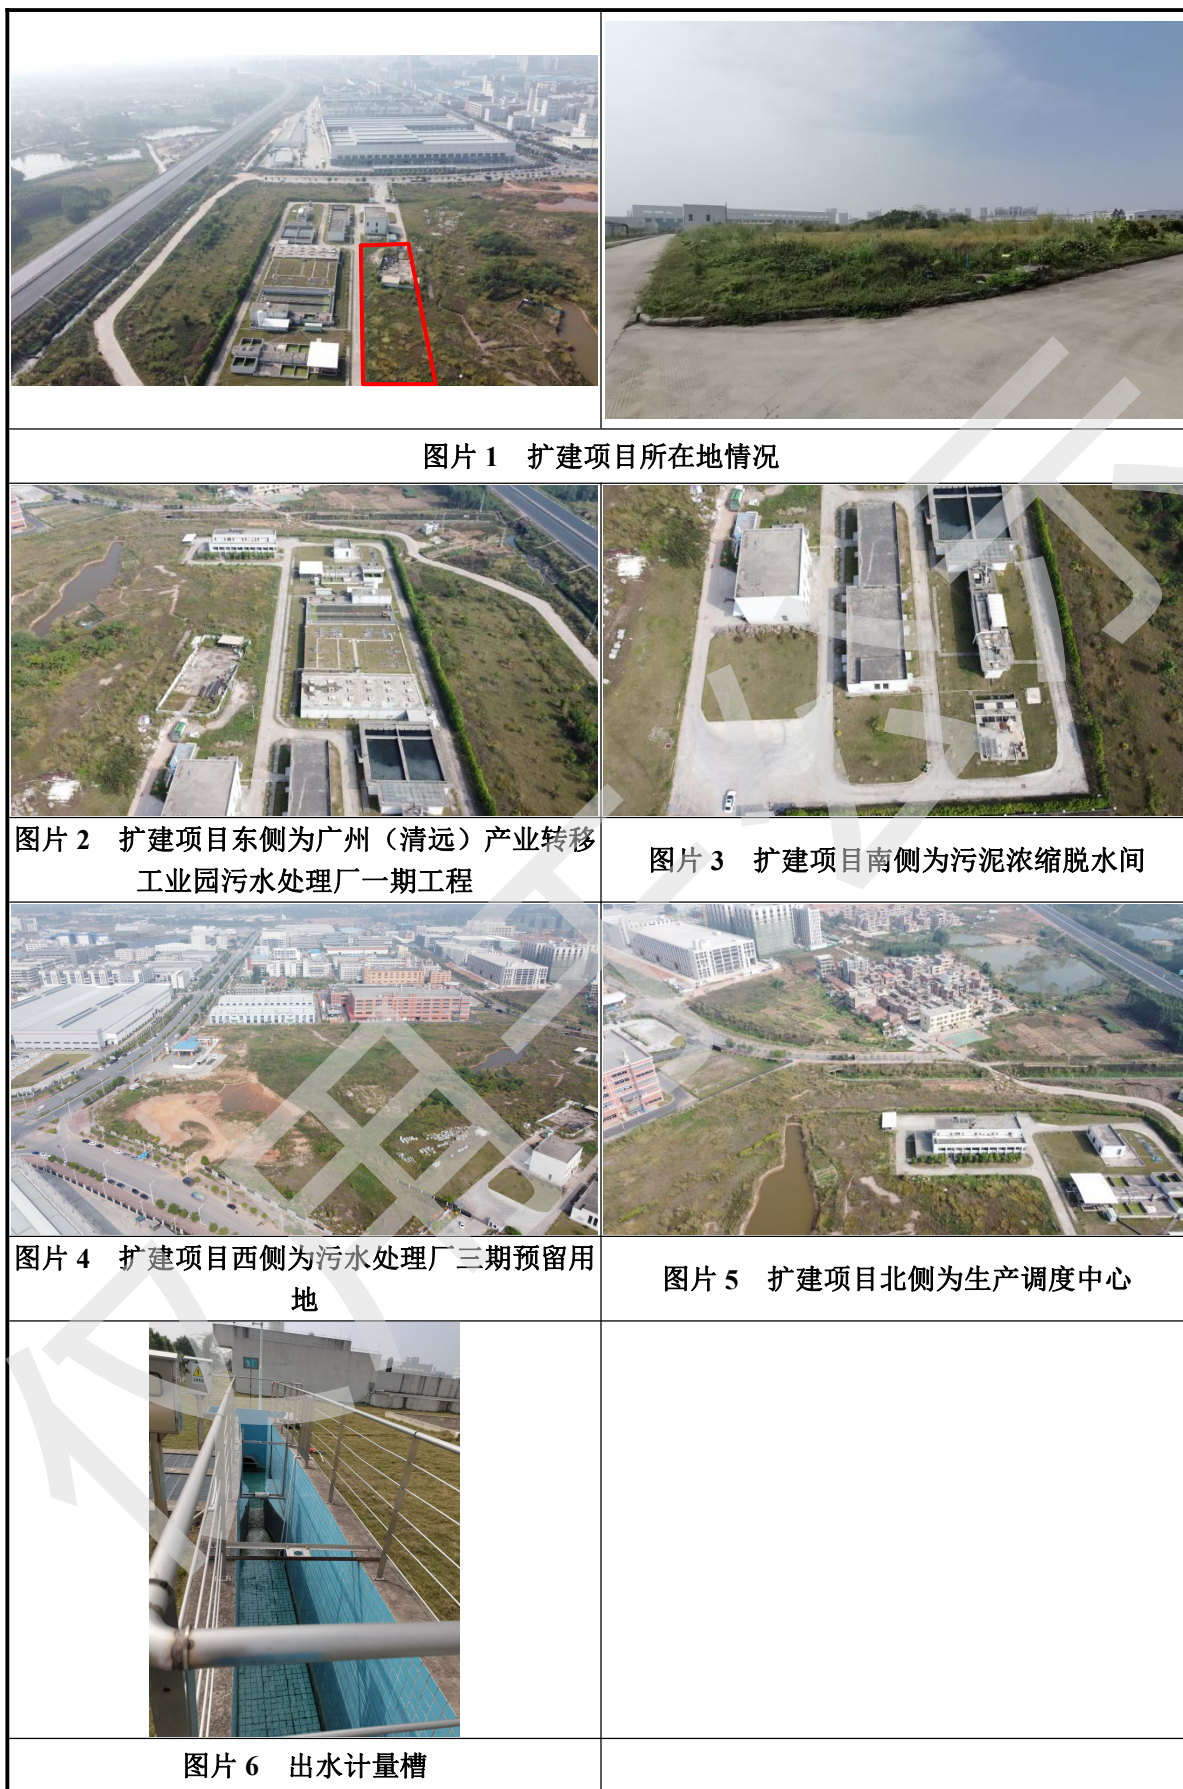 图片 1 扩建项目所在地情况
图片 2 扩建项目东侧为广州（清远）产业转移
工业园污水处理厂一期工程
图片 3 扩建项目南侧为污泥浓缩脱水间
图片 4 扩建项目西侧为污水处理厂三期预留用
地
图片 5 扩建项目北侧为生产调度中心
图片 6 出水计量槽